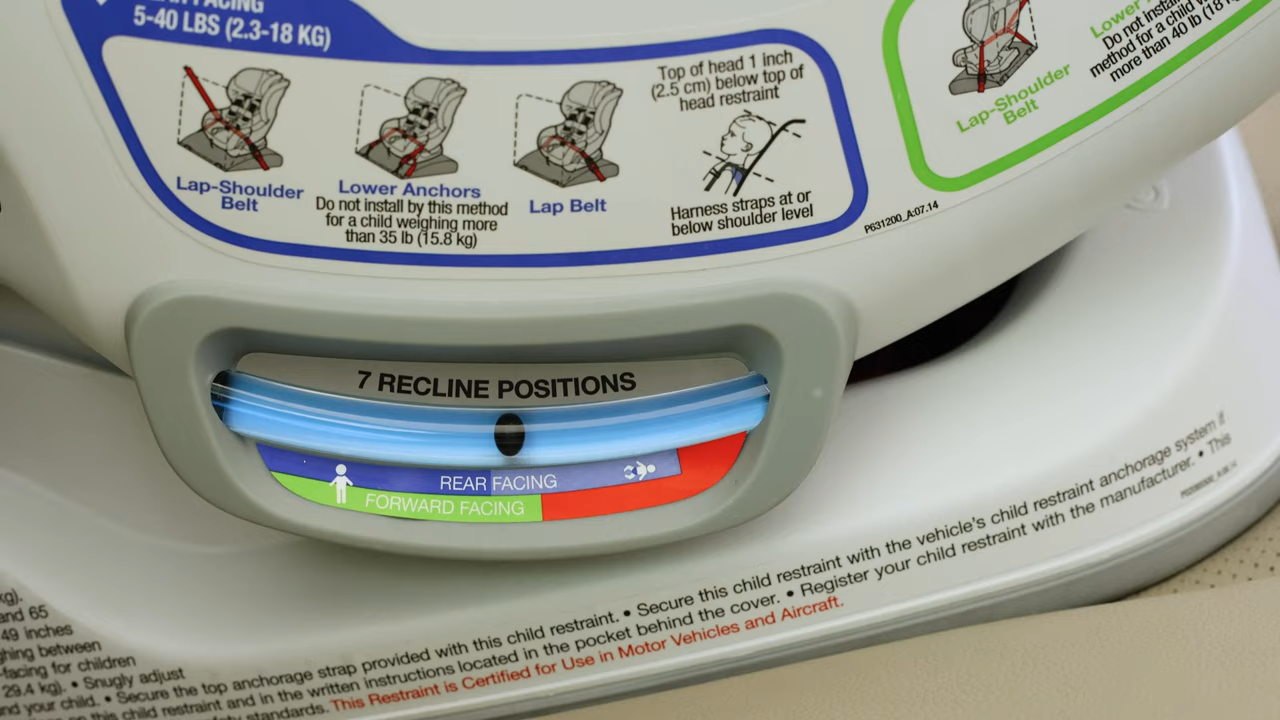 FACING
5-40 LBS (2.3-18 KG)
Lap-Shoulder
Belt
Lower Anchors
Do not install by this method
for a child weighing more
than 35 lb (15.8 kg)
Lap Belt
Top of head 1 inch
(2.5 cm) below top of
head restraint
Harness straps at or
below shoulder level
P631200_A:07.14
Lap-Shoulder
Belt
Lower
Do not install
method for a child
more than 40 lb (18
7 RECLINE POSITIONS
REAR FACING
FORWARD FACING
kg).
and 65
49 inches
between
facing for children
29.4 kg). • Snugly adjust
your child. • Secure the top anchorage strap provided with this child restraint. • Secure this child restraint with the vehicle's child restraint anchorage system if
on this child restraint and in the written instructions located in the pocket behind the cover. • Register your child restraint with the manufacturer. • This
standards. This Restraint is Certified for Use in Motor Vehicles and Aircraft.